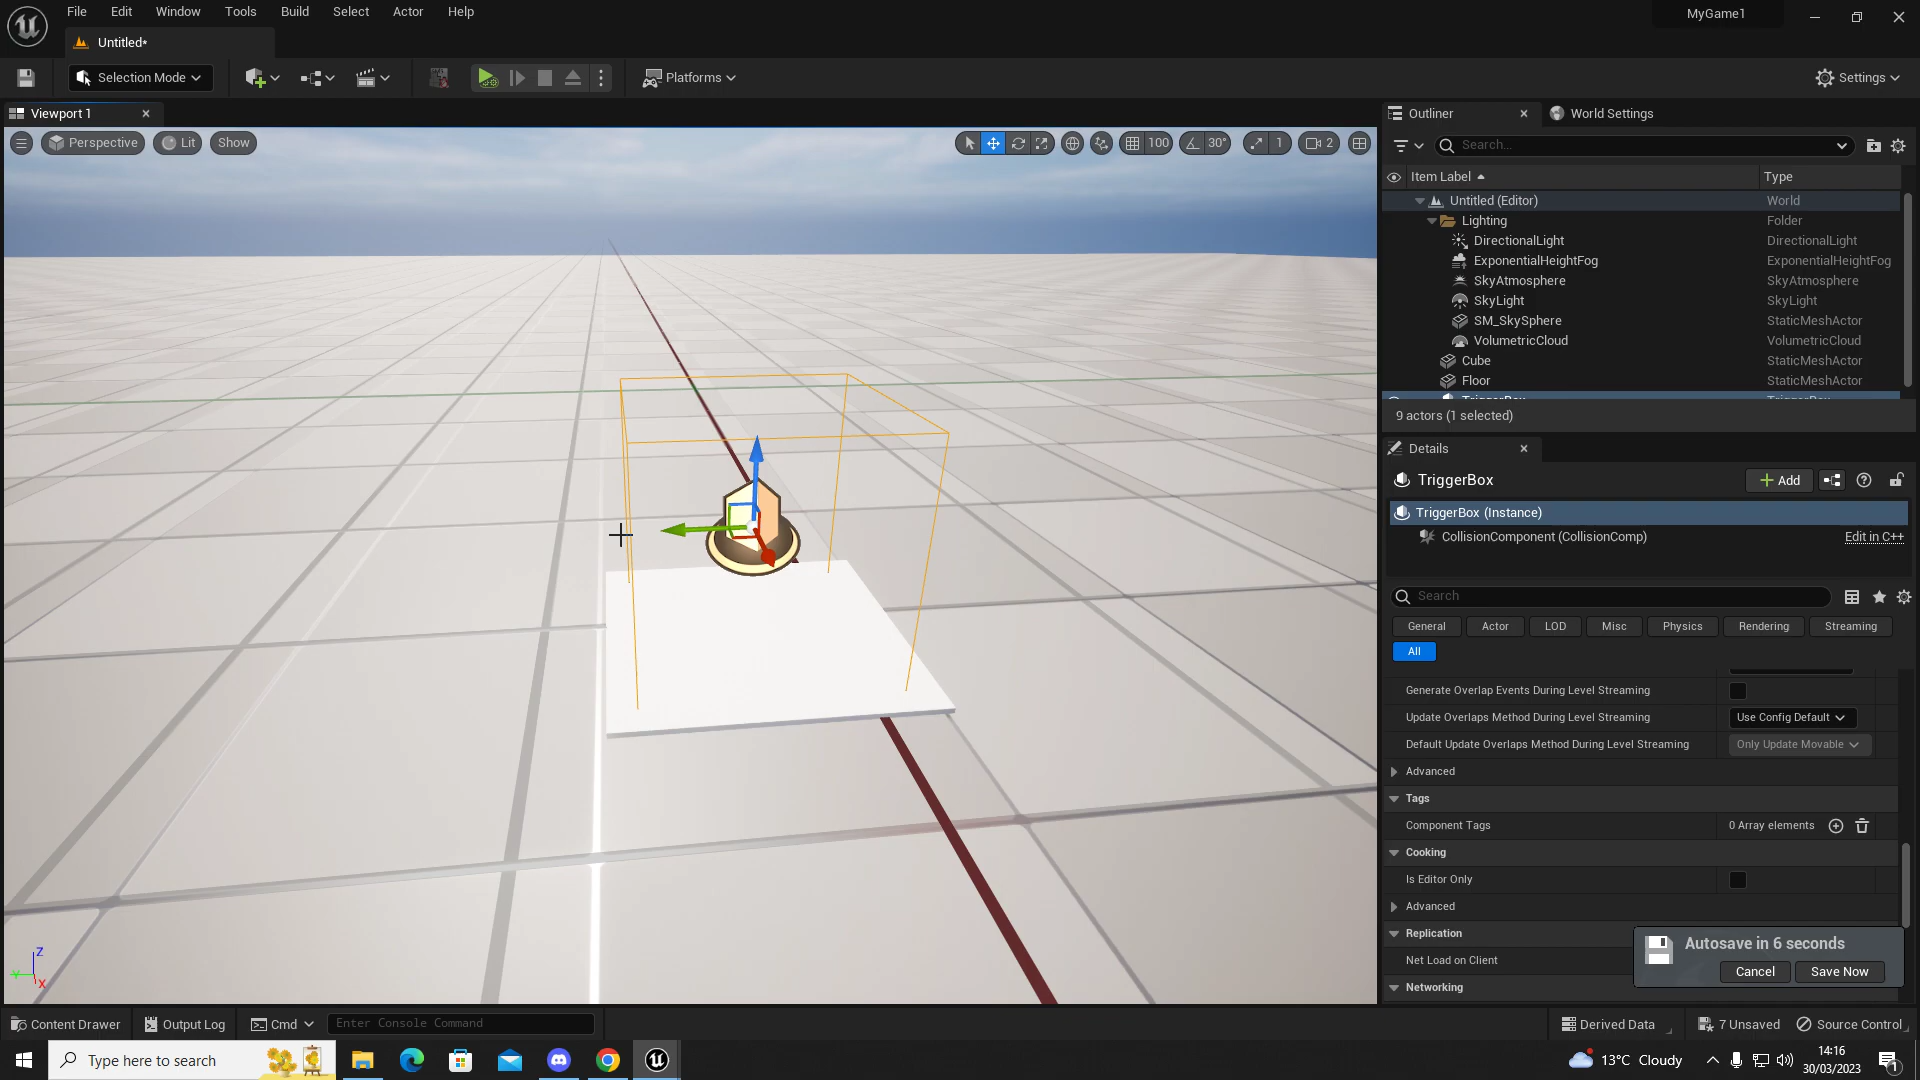 File Edit Window Tools Build Select Actor Help
MyGame1
Untitled*
Selection Mode
Platforms
Settings
Viewport 1
Perspective Lit Show
100 30° 1 2
Outliner World Settings
Search...
Item Label Type
Untitled (Editor) World
Lighting Folder
DirectionalLight DirectionalLight
ExponentialHeightFog ExponentialHeightFog
SkyAtmosphere SkyAtmosphere
SkyLight SkyLight
SM_SkySphere StaticMeshActor
VolumetricCloud VolumetricCloud
Cube StaticMeshActor
Floor StaticMeshActor
TriggerBox TriggerBox
9 actors (1 selected)
Details
TriggerBox Add
TriggerBox (Instance)
CollisionComponent (CollisionComp) Edit in C++
Search
General Actor LOD Misc Physics Rendering Streaming
All
Generate Overlap Events During Level Streaming
Update Overlaps Method During Level Streaming Use Config Default
Default Update Overlaps Method During Level Streaming Only Update Movable
Advanced
Tags
Component Tags 0 Array elements
Cooking
Is Editor Only
Advanced
Replication
Net Load on Client
Networking
Autosave in 6 seconds
Cancel Save Now
Z
Y
X
Content Drawer Output Log Cmd Enter Console Command
Derived Data 7 Unsaved Source Control
Type here to search
13°C Cloudy
14:16
30/03/2023
1